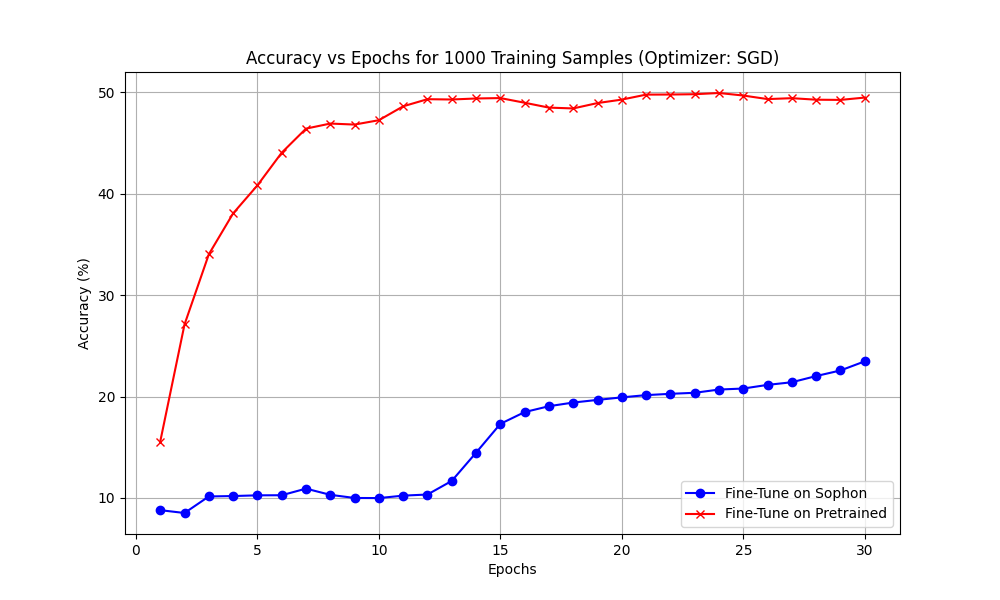 Accuracy vs Epochs for 1000 Training Samples (Optimizer: SGD)
Accuracy (%)
50
40
30
20
10
0
5
10
15
20
25
30
Epochs
Fine-Tune on Sophon
Fine-Tune on Pretrained